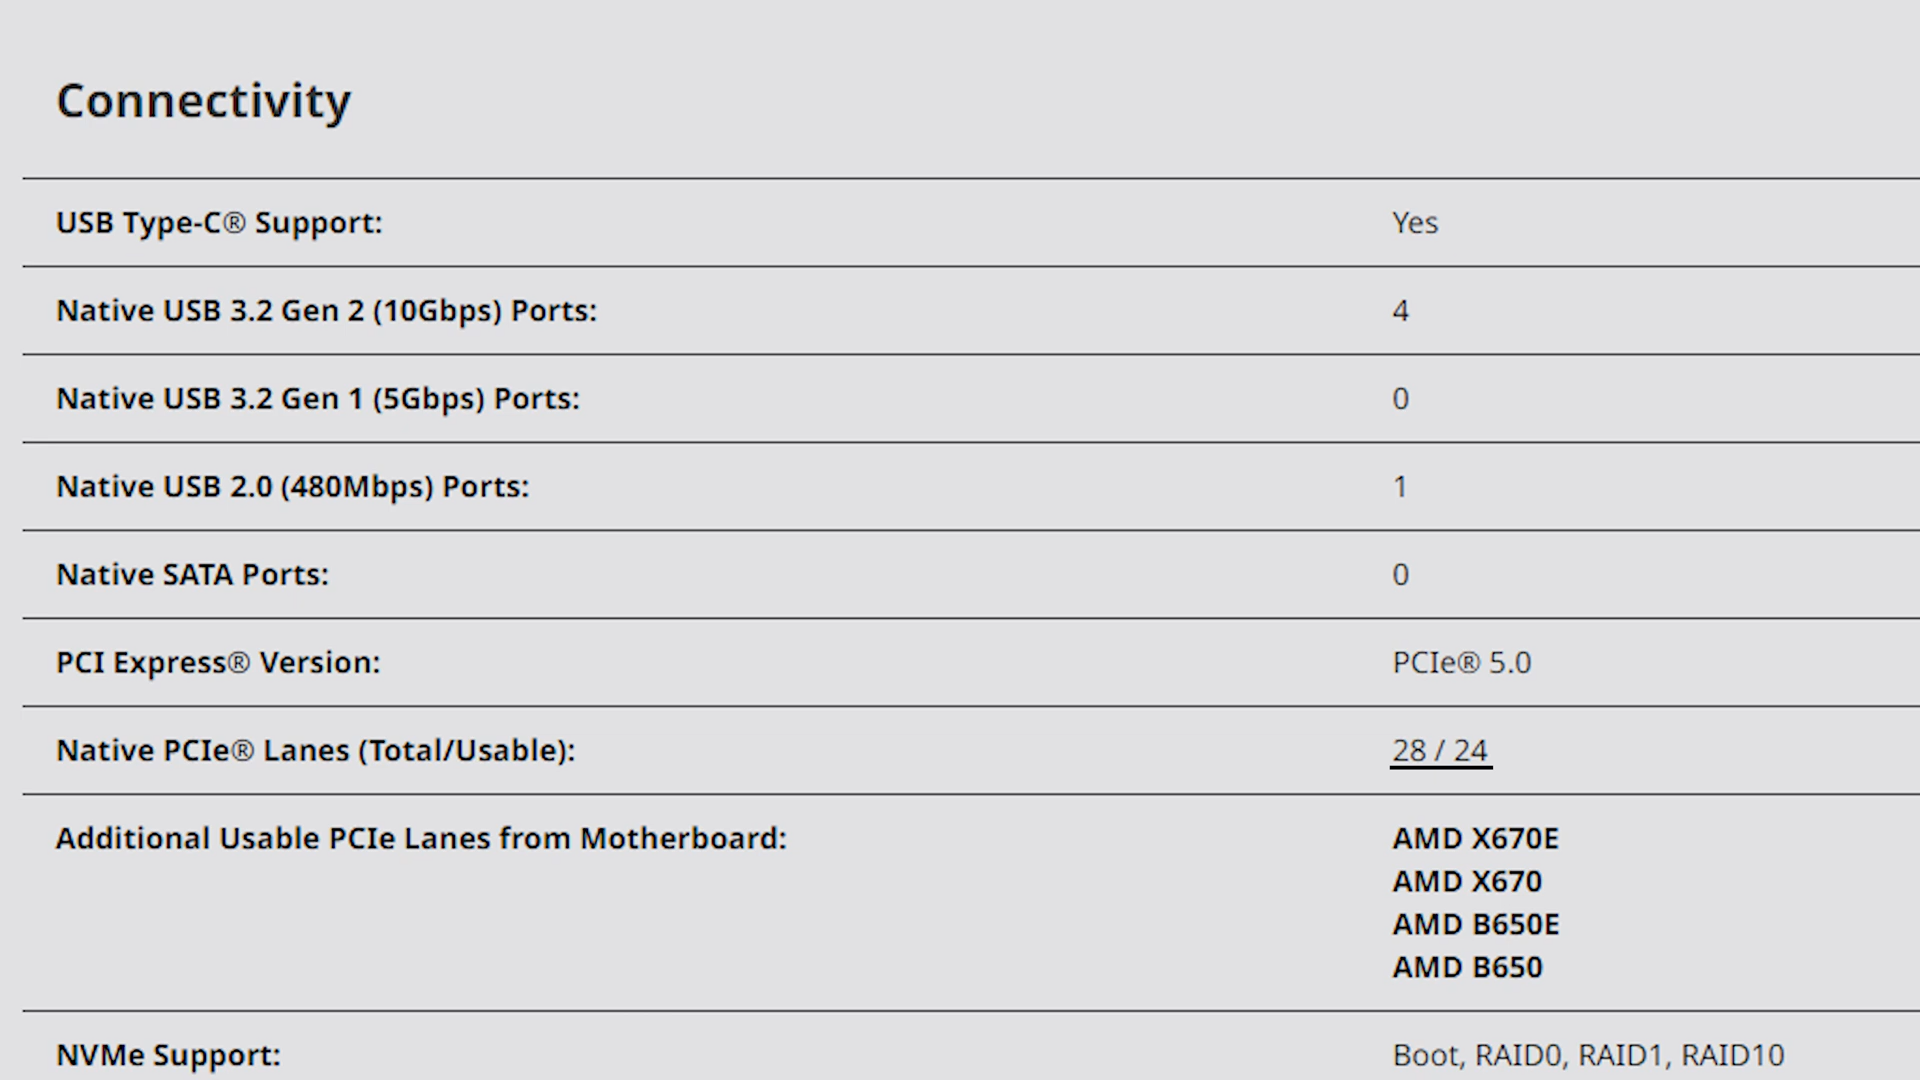 Connectivity
USB Type-C® Support: Yes
Native USB 3.2 Gen 2 (10Gbps) Ports: 4
Native USB 3.2 Gen 1 (5Gbps) Ports: 0
Native USB 2.0 (480Mbps) Ports: 1
Native SATA Ports: 0
PCI Express® Version: PCIe® 5.0
Native PCIe® Lanes (Total/Usable): 28 / 24
Additional Usable PCIe Lanes from Motherboard: AMD X670E
AMD X670
AMD B650E
AMD B650
NVMe Support: Boot, RAID0, RAID1, RAID10